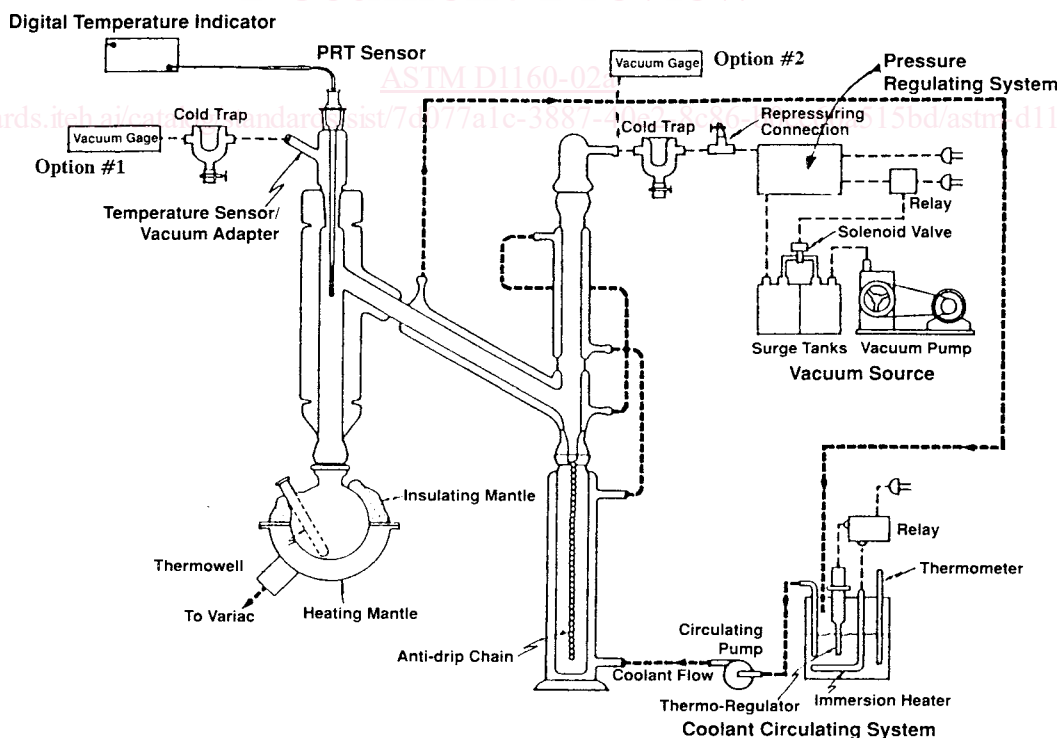 Digital Temperature Indicator
PRT Sensor
ASTM D1160-02a
Vacuum Gage
Option #2
Pressure
Regulating System
Cold Trap
Vacuum Gage
Option #1
Cold Trap
Repressuring
Connection
Temperature Sensor/
Vacuum Adapter
Relay
Solenoid Valve
Surge Tanks
Vacuum Pump
Vacuum Source
Insulating Mantle
Thermowell
To Variac
Heating Mantle
Relay
Thermometer
Anti-drip Chain
Circulating
Pump
Coolant Flow
Thermo-Regulator
Immersion Heater
Coolant Circulating System